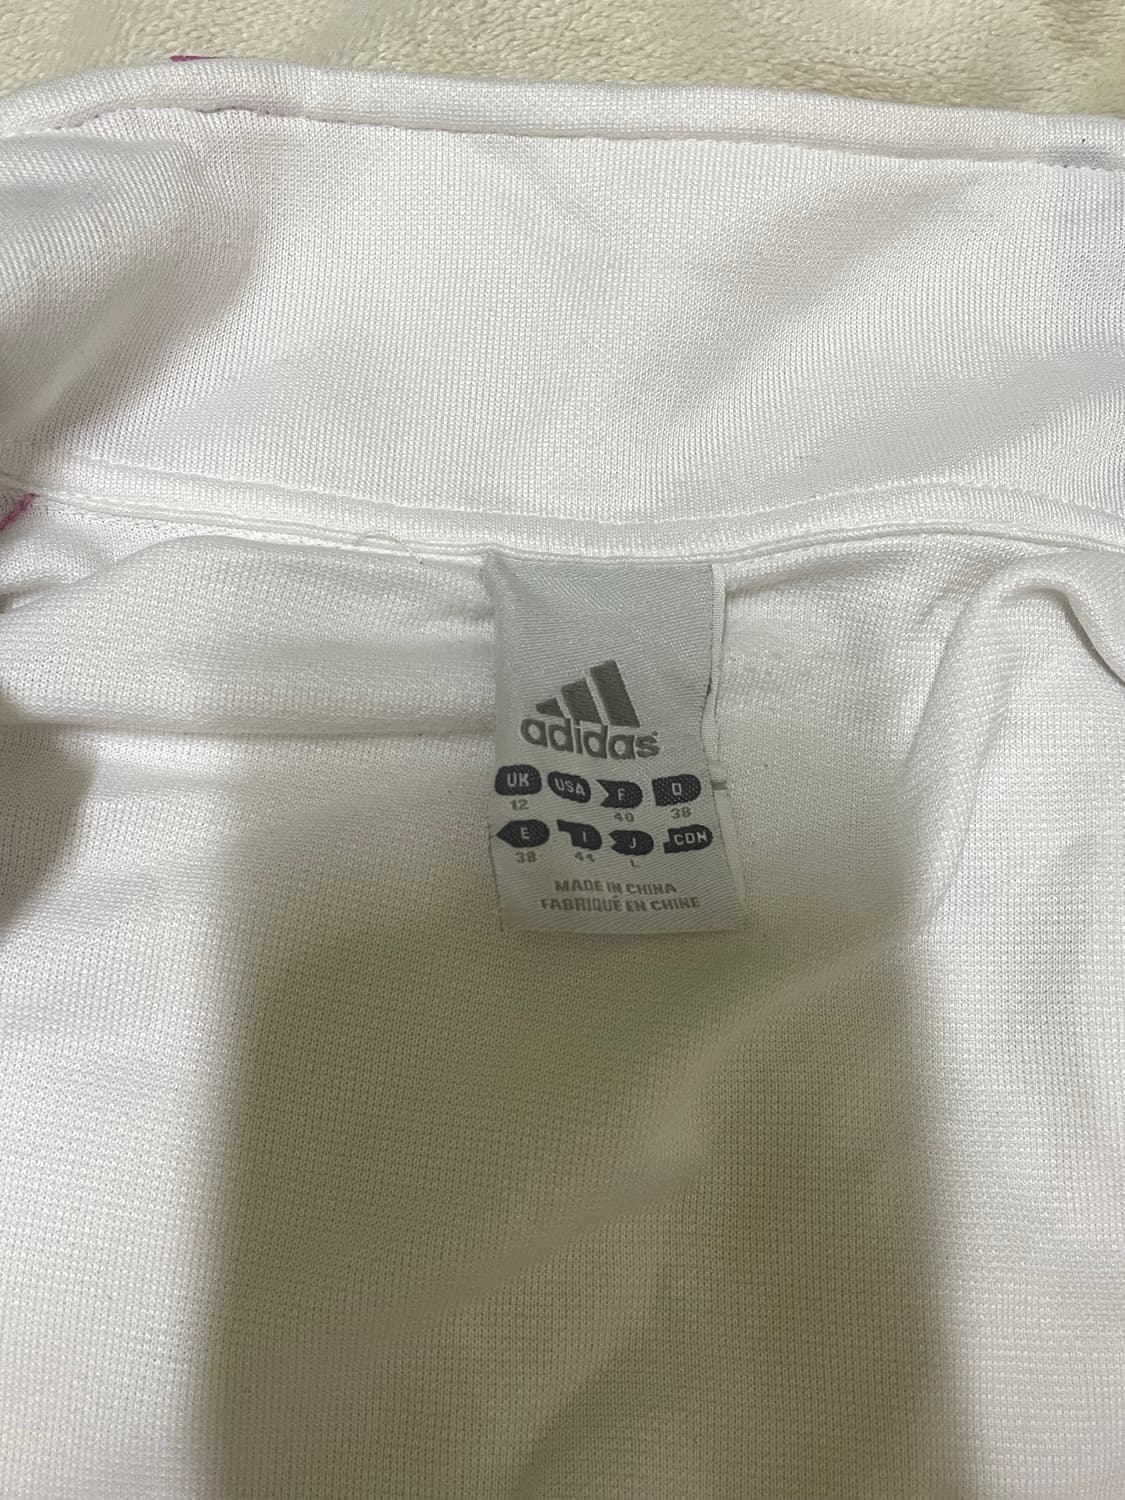 adidas
UK USA F D
12 40 38
E I J CDN
38 44 L
MADE IN CHINA
FABRIQUÉ EN CHINE